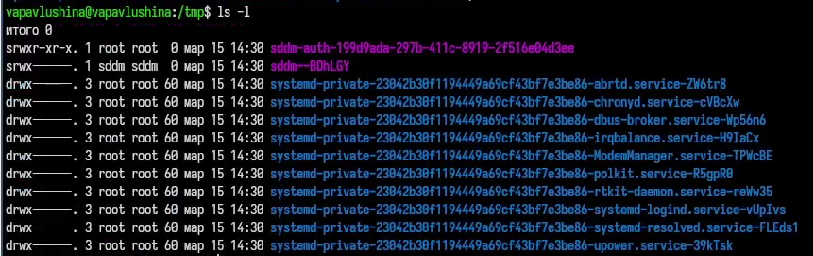 vapavlushina@vapavlushina:/tmp$ ls -l
итого 0
srwxr-xr-x. 1 root root 0 мар 15 14:30 sddm-auth-199d9ada-297b-411c-8919-2f516e04d3ee
srwx------. 1 sddm sddm 0 мар 15 14:30 sddm--BDhLGY
drwx------. 3 root root 60 мар 15 14:30 systemd-private-23042b30f1194449a69cf43bf7e3be86-abrtd.service-ZW6tr8
drwx------. 3 root root 60 мар 15 14:30 systemd-private-23042b30f1194449a69cf43bf7e3be86-chronyd.service-cVBcXw
drwx------. 3 root root 60 мар 15 14:30 systemd-private-23042b30f1194449a69cf43bf7e3be86-dbus-broker.service-Wp56n6
drwx------. 3 root root 60 мар 15 14:30 systemd-private-23042b30f1194449a69cf43bf7e3be86-irqbalance.service-H9IaCx
drwx------. 3 root root 60 мар 15 14:30 systemd-private-23042b30f1194449a69cf43bf7e3be86-ModemManager.service-TPWcBE
drwx------. 3 root root 60 мар 15 14:30 systemd-private-23042b30f1194449a69cf43bf7e3be86-polkit.service-R5gpR0
drwx------. 3 root root 60 мар 15 14:30 systemd-private-23042b30f1194449a69cf43bf7e3be86-rtkit-daemon.service-reWw35
drwx------. 3 root root 60 мар 15 14:30 systemd-private-23042b30f1194449a69cf43bf7e3be86-systemd-logind.service-vUpIvs
drwx------. 3 root root 60 мар 15 14:30 systemd-private-23042b30f1194449a69cf43bf7e3be86-systemd-resolved.service-FLEds1
drwx------. 3 root root 60 мар 15 14:30 systemd-private-23042b30f1194449a69cf43bf7e3be86-upower.service-39kTsk